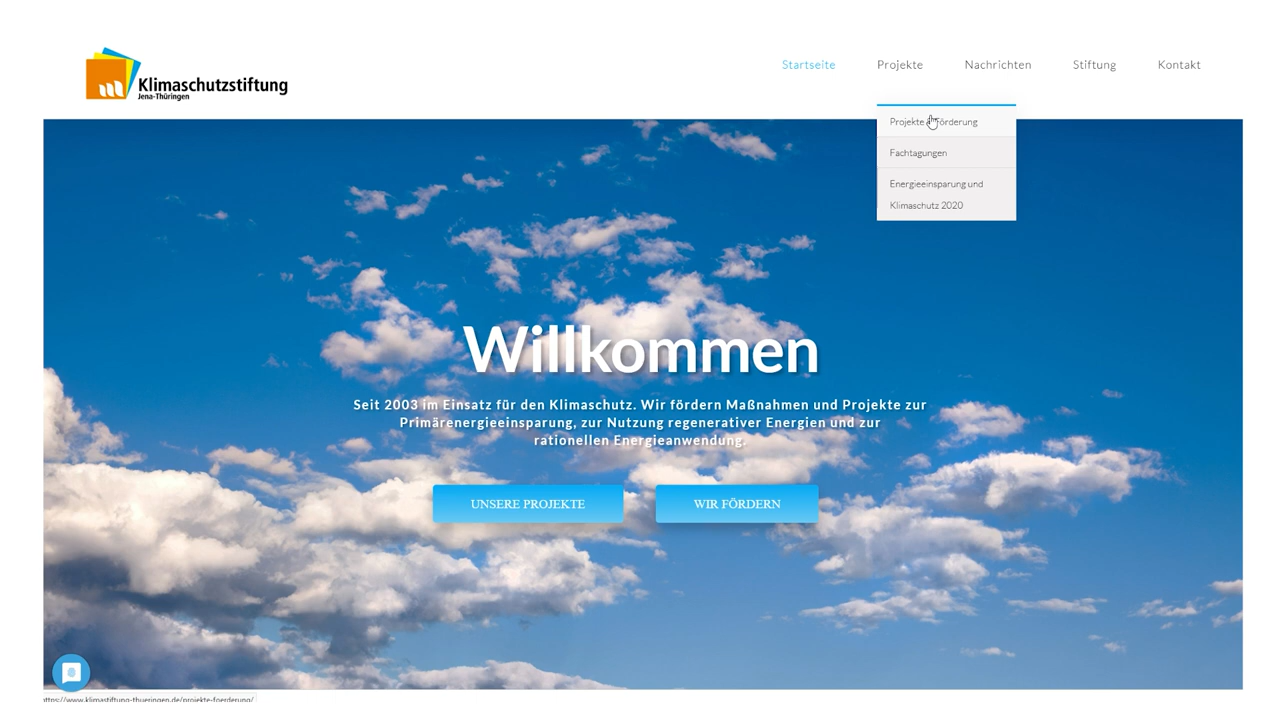 Klimaschutzstiftung
Jena-Thüringen
Startseite
Projekte
Nachrichten
Stiftung
Kontakt
Projekte & Förderung
Fachtagungen
Energieeinsparung und
Klimaschutz 2020
Willkommen
Seit 2003 im Einsatz für den Klimaschutz. Wir fördern Maßnahmen und Projekte zur
Primärenergieeinsparung, zur Nutzung regenerativer Energien und zur
rationellen Energieanwendung.
UNSERE PROJEKTE
WIR FÖRDERN
https://www.klimastiftung-thueringen.de/projekte-foerderung/